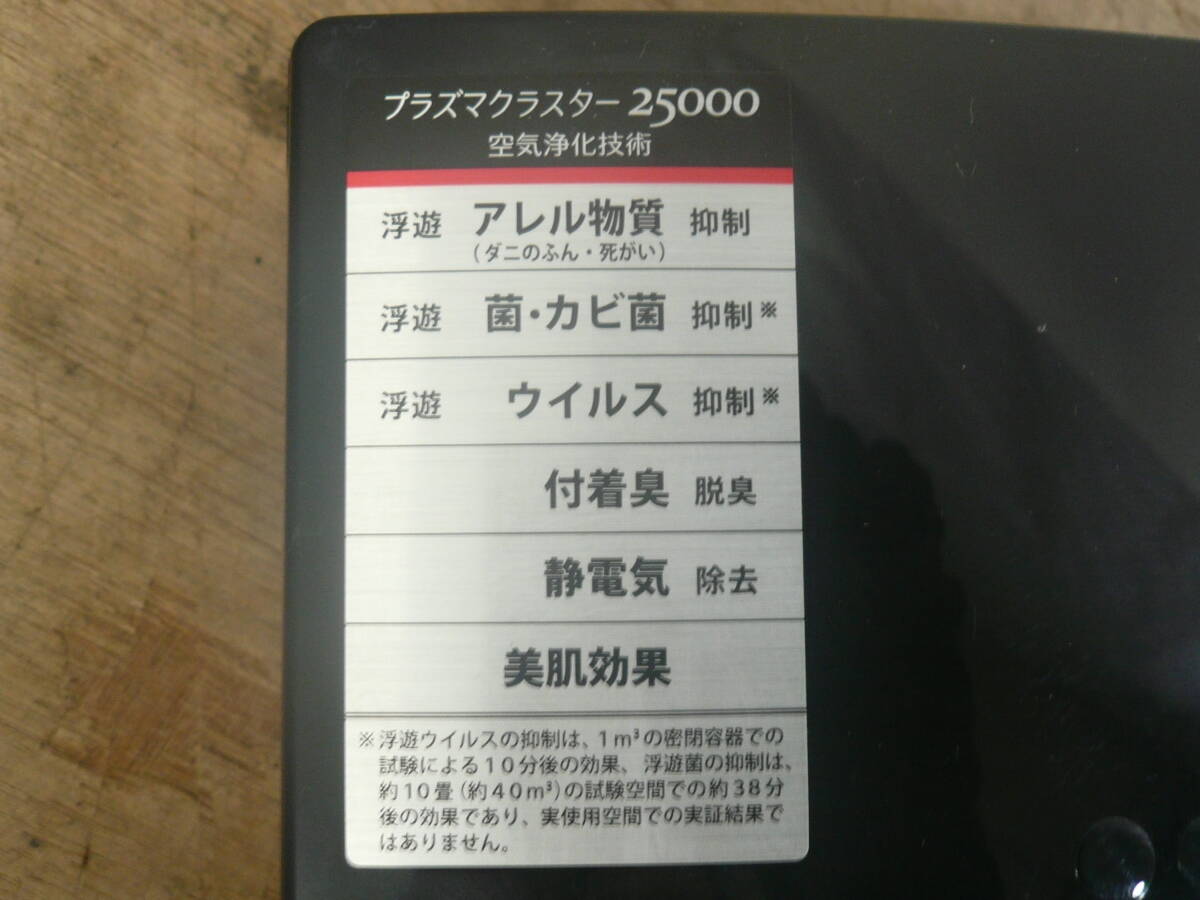 プラズマクラスター 25000
空気浄化技術
浮遊 アレル物質 抑制
(ダニのふん・死がい)
浮遊 菌・カビ菌 抑制※
浮遊 ウイルス 抑制※
付着臭 脱臭
静電気 除去
美肌効果
※浮遊ウイルスの抑制は、1m³の密閉容器での
試験による10分後の効果、浮遊菌の抑制は、
約10畳(約40m³)の試験空間での約38分
後の効果であり、実使用空間での実証結果で
はありません。